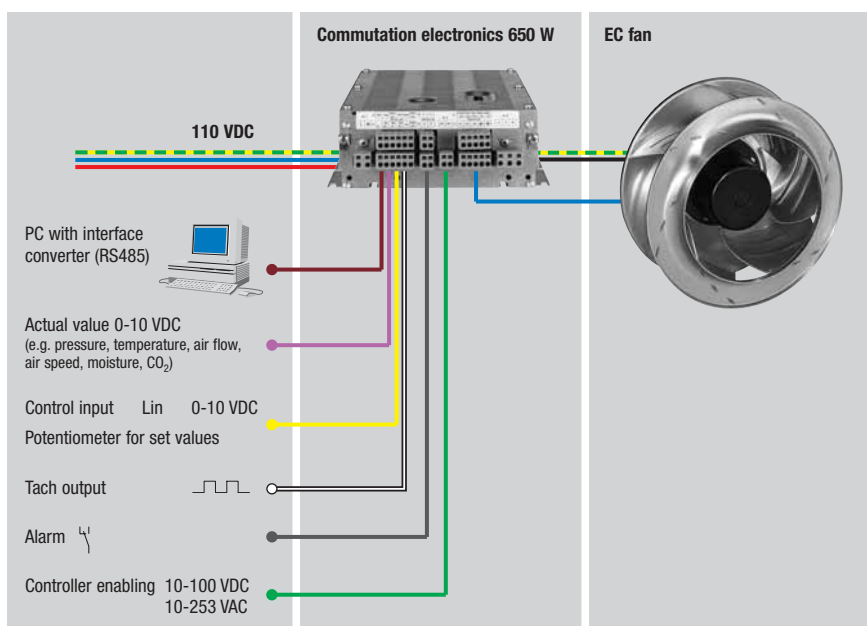 Commutation electronics 650 W
EC fan
110 VDC
PC with interface
converter (RS485)
Actual value 0-10 VDC
(e.g. pressure, temperature, air flow,
air speed, moisture, CO₂)
Control input Lin 0-10 VDC
Potentiometer for set values
Tach output
Alarm
Controller enabling 10-100 VDC
10-253 VAC